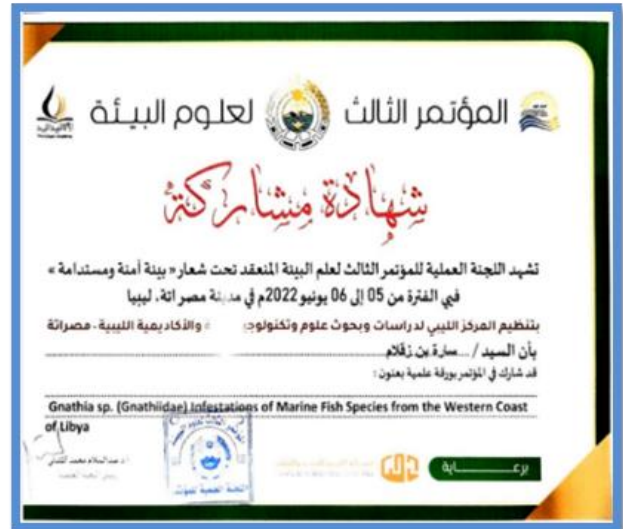 المؤتمر الثالث لعلوم البيئة
شهادة مشاركة
تشهد اللجنة العملية للمؤتمر الثالث لعلم البيئة المنعقد تحت شعار « بيئة آمنة ومستدامة »
في الفترة من 05 إلى 06 يونيو 2022م في مدينة مصراتة، ليبيا
بتنظيم المركز الليبي لدراسات وبحوث علوم وتكنولوجيا والأكاديمية الليبية - مصراتة
بأن السيد / سارة بن زقلام
قد شارك في المؤتمر بورقة علمية بعنوان :
Gnathia sp. (Gnathiidae) Infestations of Marine Fish Species from the Western Coast
of Libya
أ.د. عبدالسلام محمد
برعاية